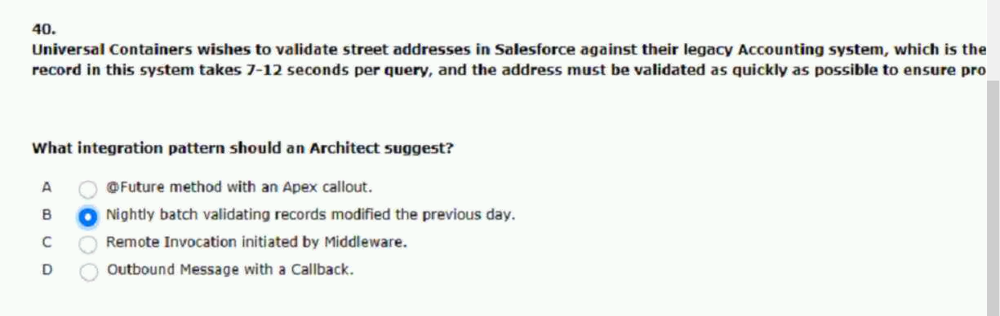 40.
Universal Containers wishes to validate street addresses in Salesforce against their legacy Accounting system, which is the
record in this system takes 7-12 seconds per query, and the address must be validated as quickly as possible to ensure pro
What integration pattern should an Architect suggest?
A @Future method with an Apex callout.
B Nightly batch validating records modified the previous day.
C Remote Invocation initiated by Middleware.
D Outbound Message with a Callback.